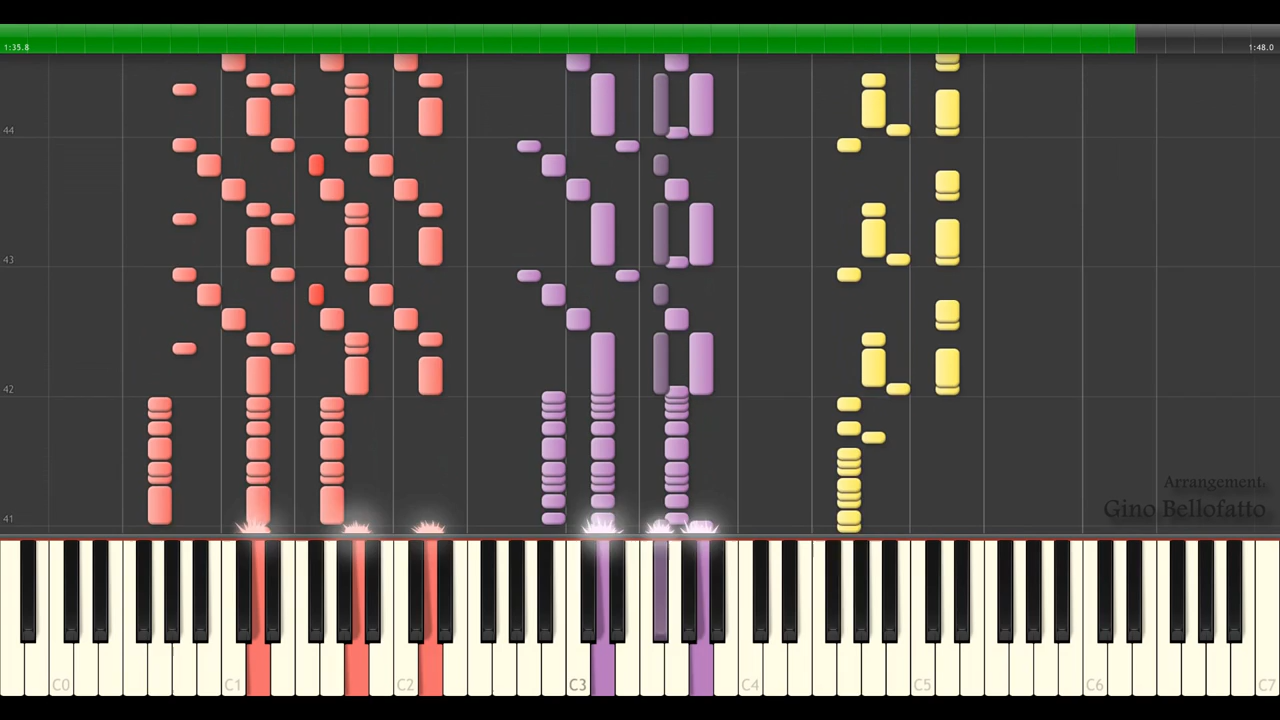 1:35.8 1:48.0
44
43
42
41
Arrangement.
Gino Bellofatto
C0 C1 C2 C3 C4 C5 C6 C7